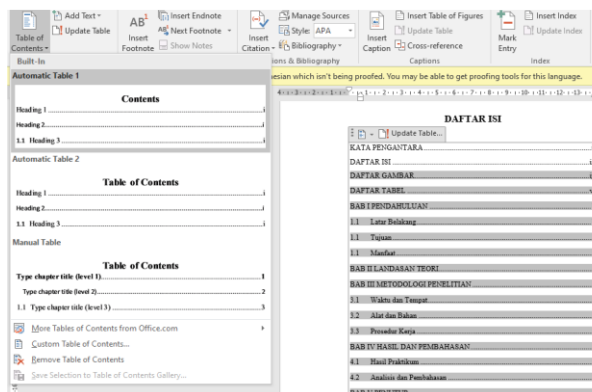 Add Text
Update Table
Table of
Contents
AB1
Insert
Footnote
Insert Endnote
Next Footnote
Show Notes
Insert
Citation
Manage Sources
Style: APA
Bibliography
Insert
Caption
Insert Table of Figures
Update Table
Cross-reference
Mark
Entry
Insert Index
Update Index
ions & Bibliography
Captions
Index
esian which isn't being proofed. You may be able to get proofing tools for this language.
Built-In
Automatic Table 1
Contents
Heading 1 i
Heading 2 i
1.1 Heading 3 i
Automatic Table 2
Table of Contents
Heading 1 i
Heading 2 i
1.1 Heading 3 i
Manual Table
Table of Contents
Type chapter title (level 1) 1
Type chapter title (level 2) 2
1.1 Type chapter title (level 3) 3
More Tables of Contents from Office.com
Custom Table of Contents...
Remove Table of Contents
Save Selection to Table of Contents Gallery...
DAFTAR ISI
Update Table...
KATA PENGANTARA
DAFTAR ISI
DAFTAR GAMBAR
DAFTAR TABEL
BAB I PENDAHULUAN
1.1 Latar Belakang
1.1 Tujuan
1.1 Manfaat
BAB II LANDASAN TEORI
BAB III METODOLOGI PENELITIAN
3.1 Waktu dan Tempat
3.2 Alat dan Bahan
3.3 Prosedur Kerja
BAB IV HASIL DAN PEMBAHASAN
4.1 Hasil Praktikum
4.2 Analisis dan Pembahasan